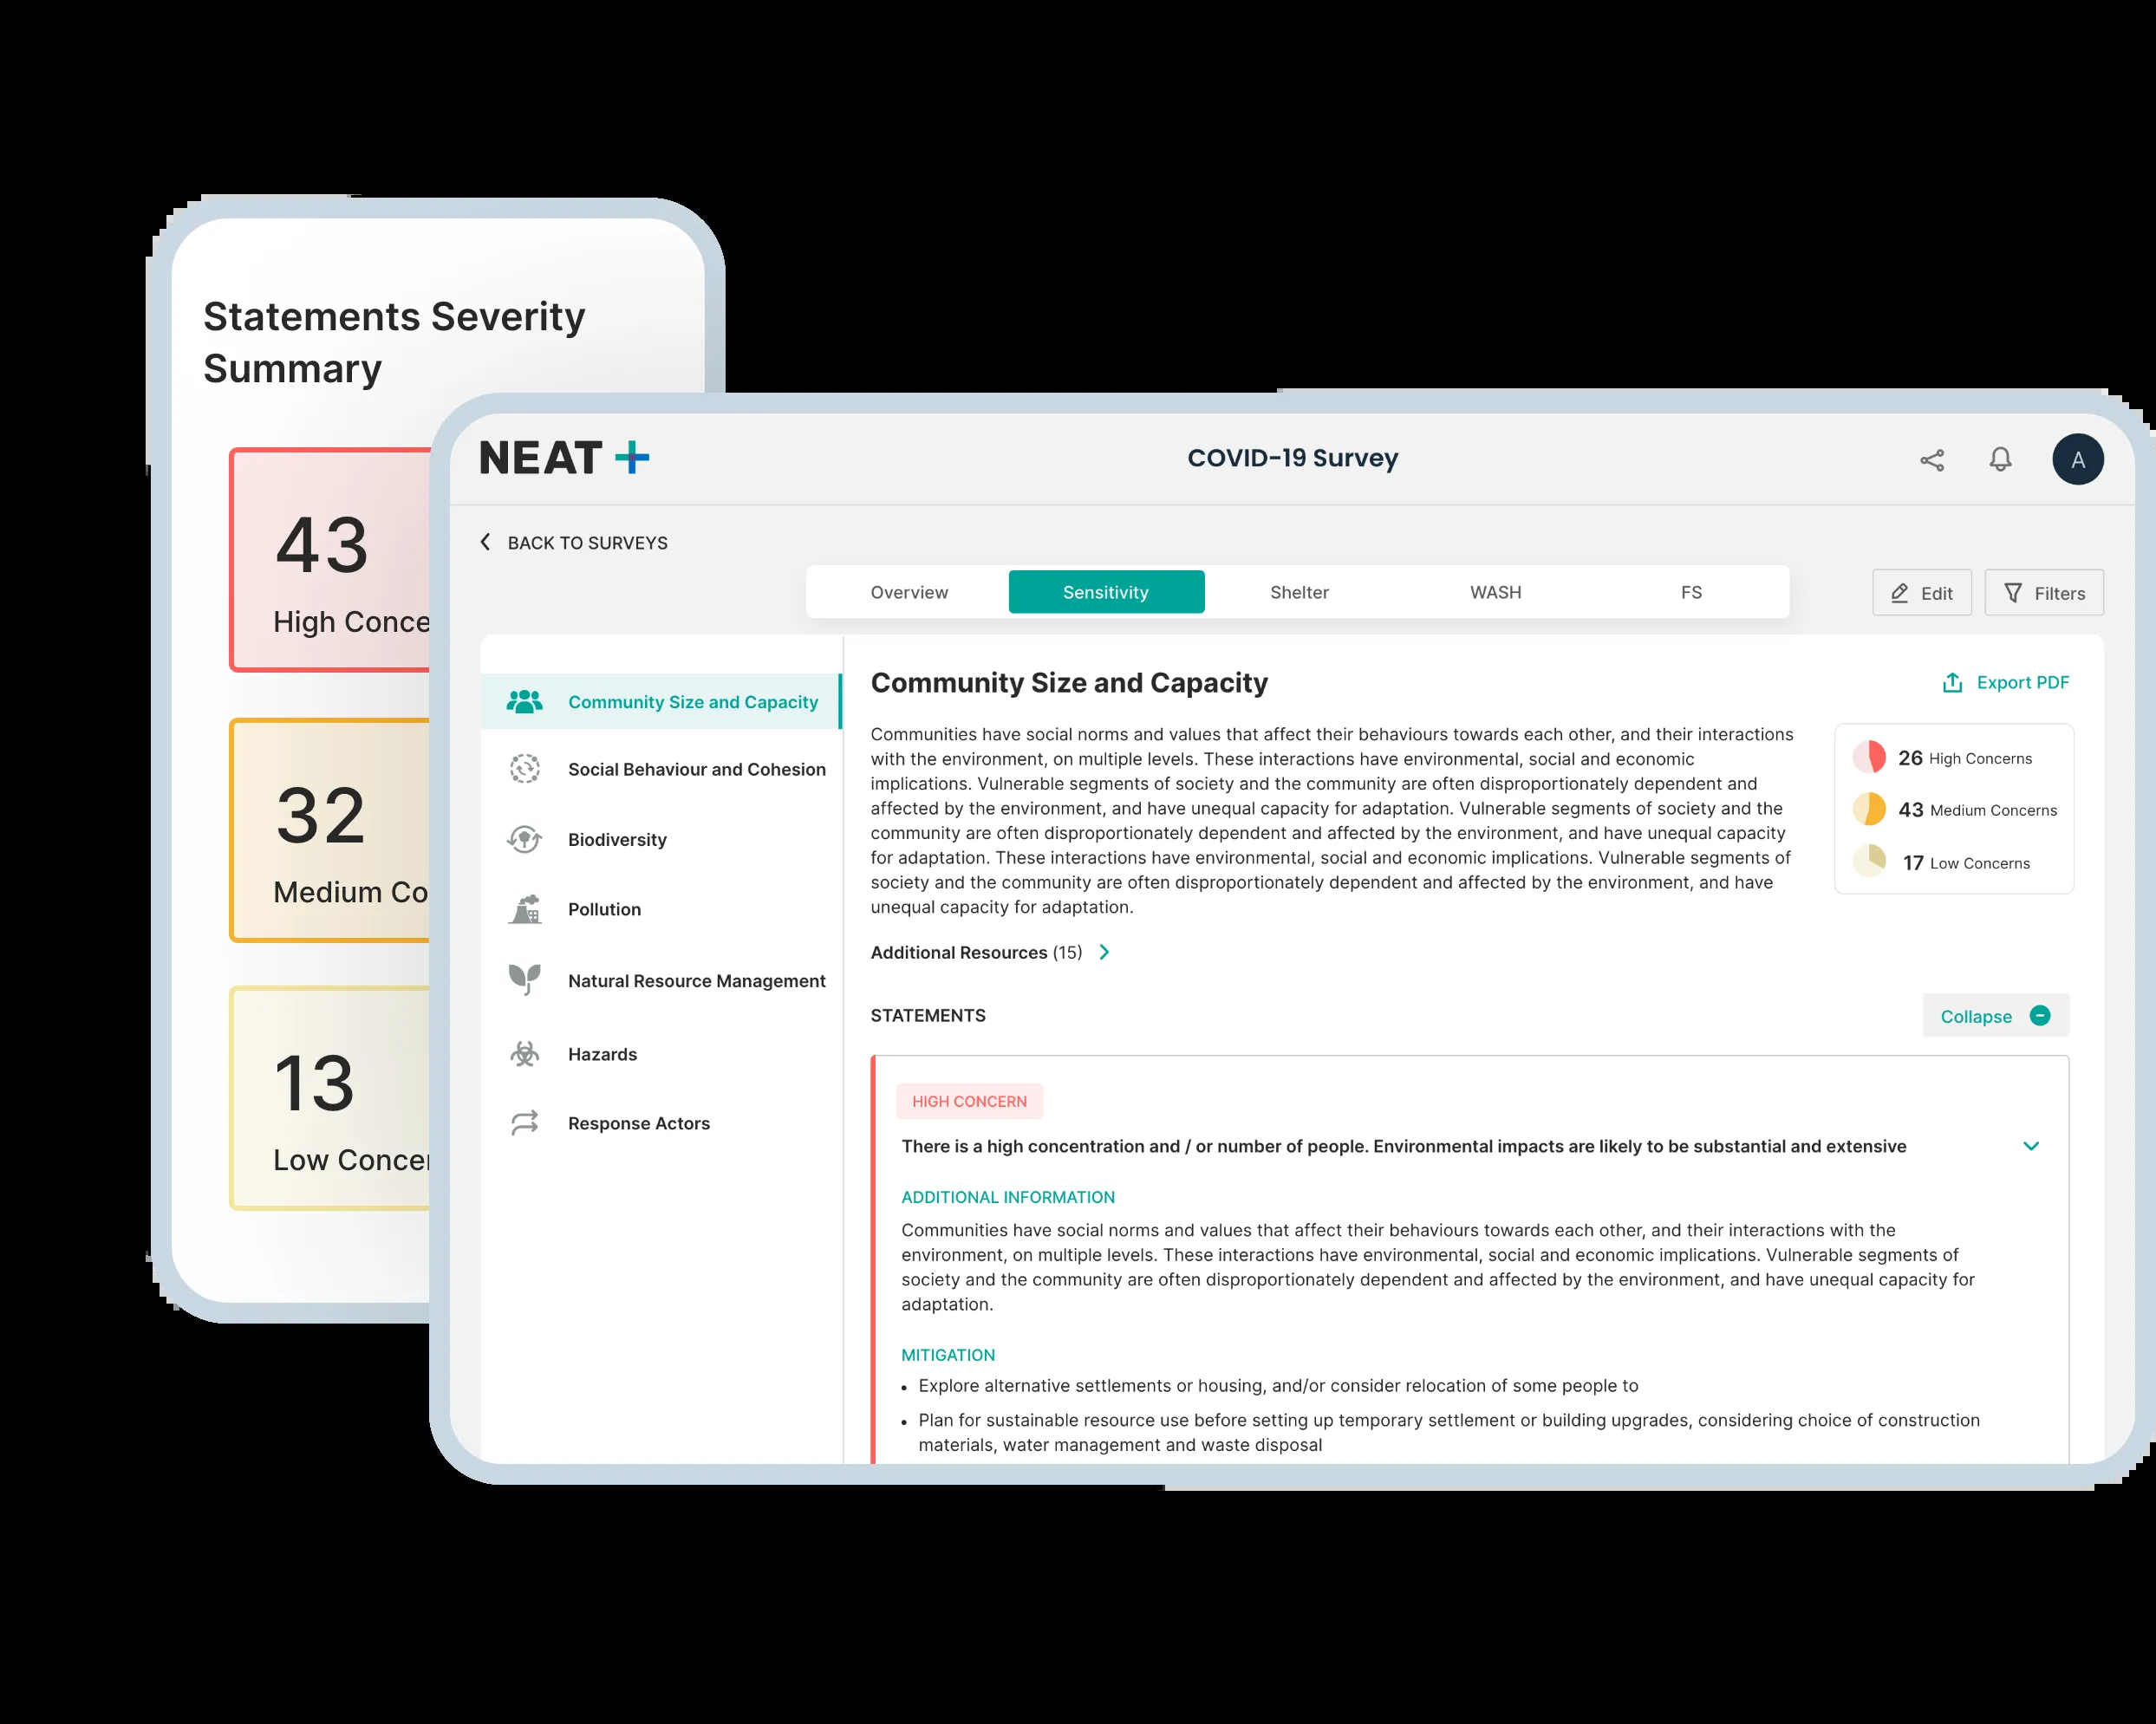 Statements Severity
Summary
43
High Conce
32
Medium Co
13
Low Concer
NEAT +
COVID-19 Survey
A
BACK TO SURVEYS
Overview
Sensitivity
Shelter
WASH
FS
Edit
Filters
Community Size and Capacity
Social Behaviour and Cohesion
Biodiversity
Pollution
Natural Resource Management
Hazards
Response Actors
Community Size and Capacity
Export PDF
Communities have social norms and values that affect their behaviours towards each other, and their interactions
with the environment, on multiple levels. These interactions have environmental, social and economic
implications. Vulnerable segments of society and the community are often disproportionately dependent and
affected by the environment, and have unequal capacity for adaptation. Vulnerable segments of society and the
community are often disproportionately dependent and affected by the environment, and have unequal capacity
for adaptation. These interactions have environmental, social and economic implications. Vulnerable segments of
society and the community are often disproportionately dependent and affected by the environment, and have
unequal capacity for adaptation.
26 High Concerns
43 Medium Concerns
17 Low Concerns
Additional Resources (15)
STATEMENTS
Collapse
HIGH CONCERN
There is a high concentration and / or number of people. Environmental impacts are likely to be substantial and extensive
ADDITIONAL INFORMATION
Communities have social norms and values that affect their behaviours towards each other, and their interactions with the
environment, on multiple levels. These interactions have environmental, social and economic implications. Vulnerable segments of
society and the community are often disproportionately dependent and affected by the environment, and have unequal capacity for
adaptation.
MITIGATION
• Explore alternative settlements or housing, and/or consider relocation of some people to
• Plan for sustainable resource use before setting up temporary settlement or building upgrades, considering choice of construction
materials, water management and waste disposal